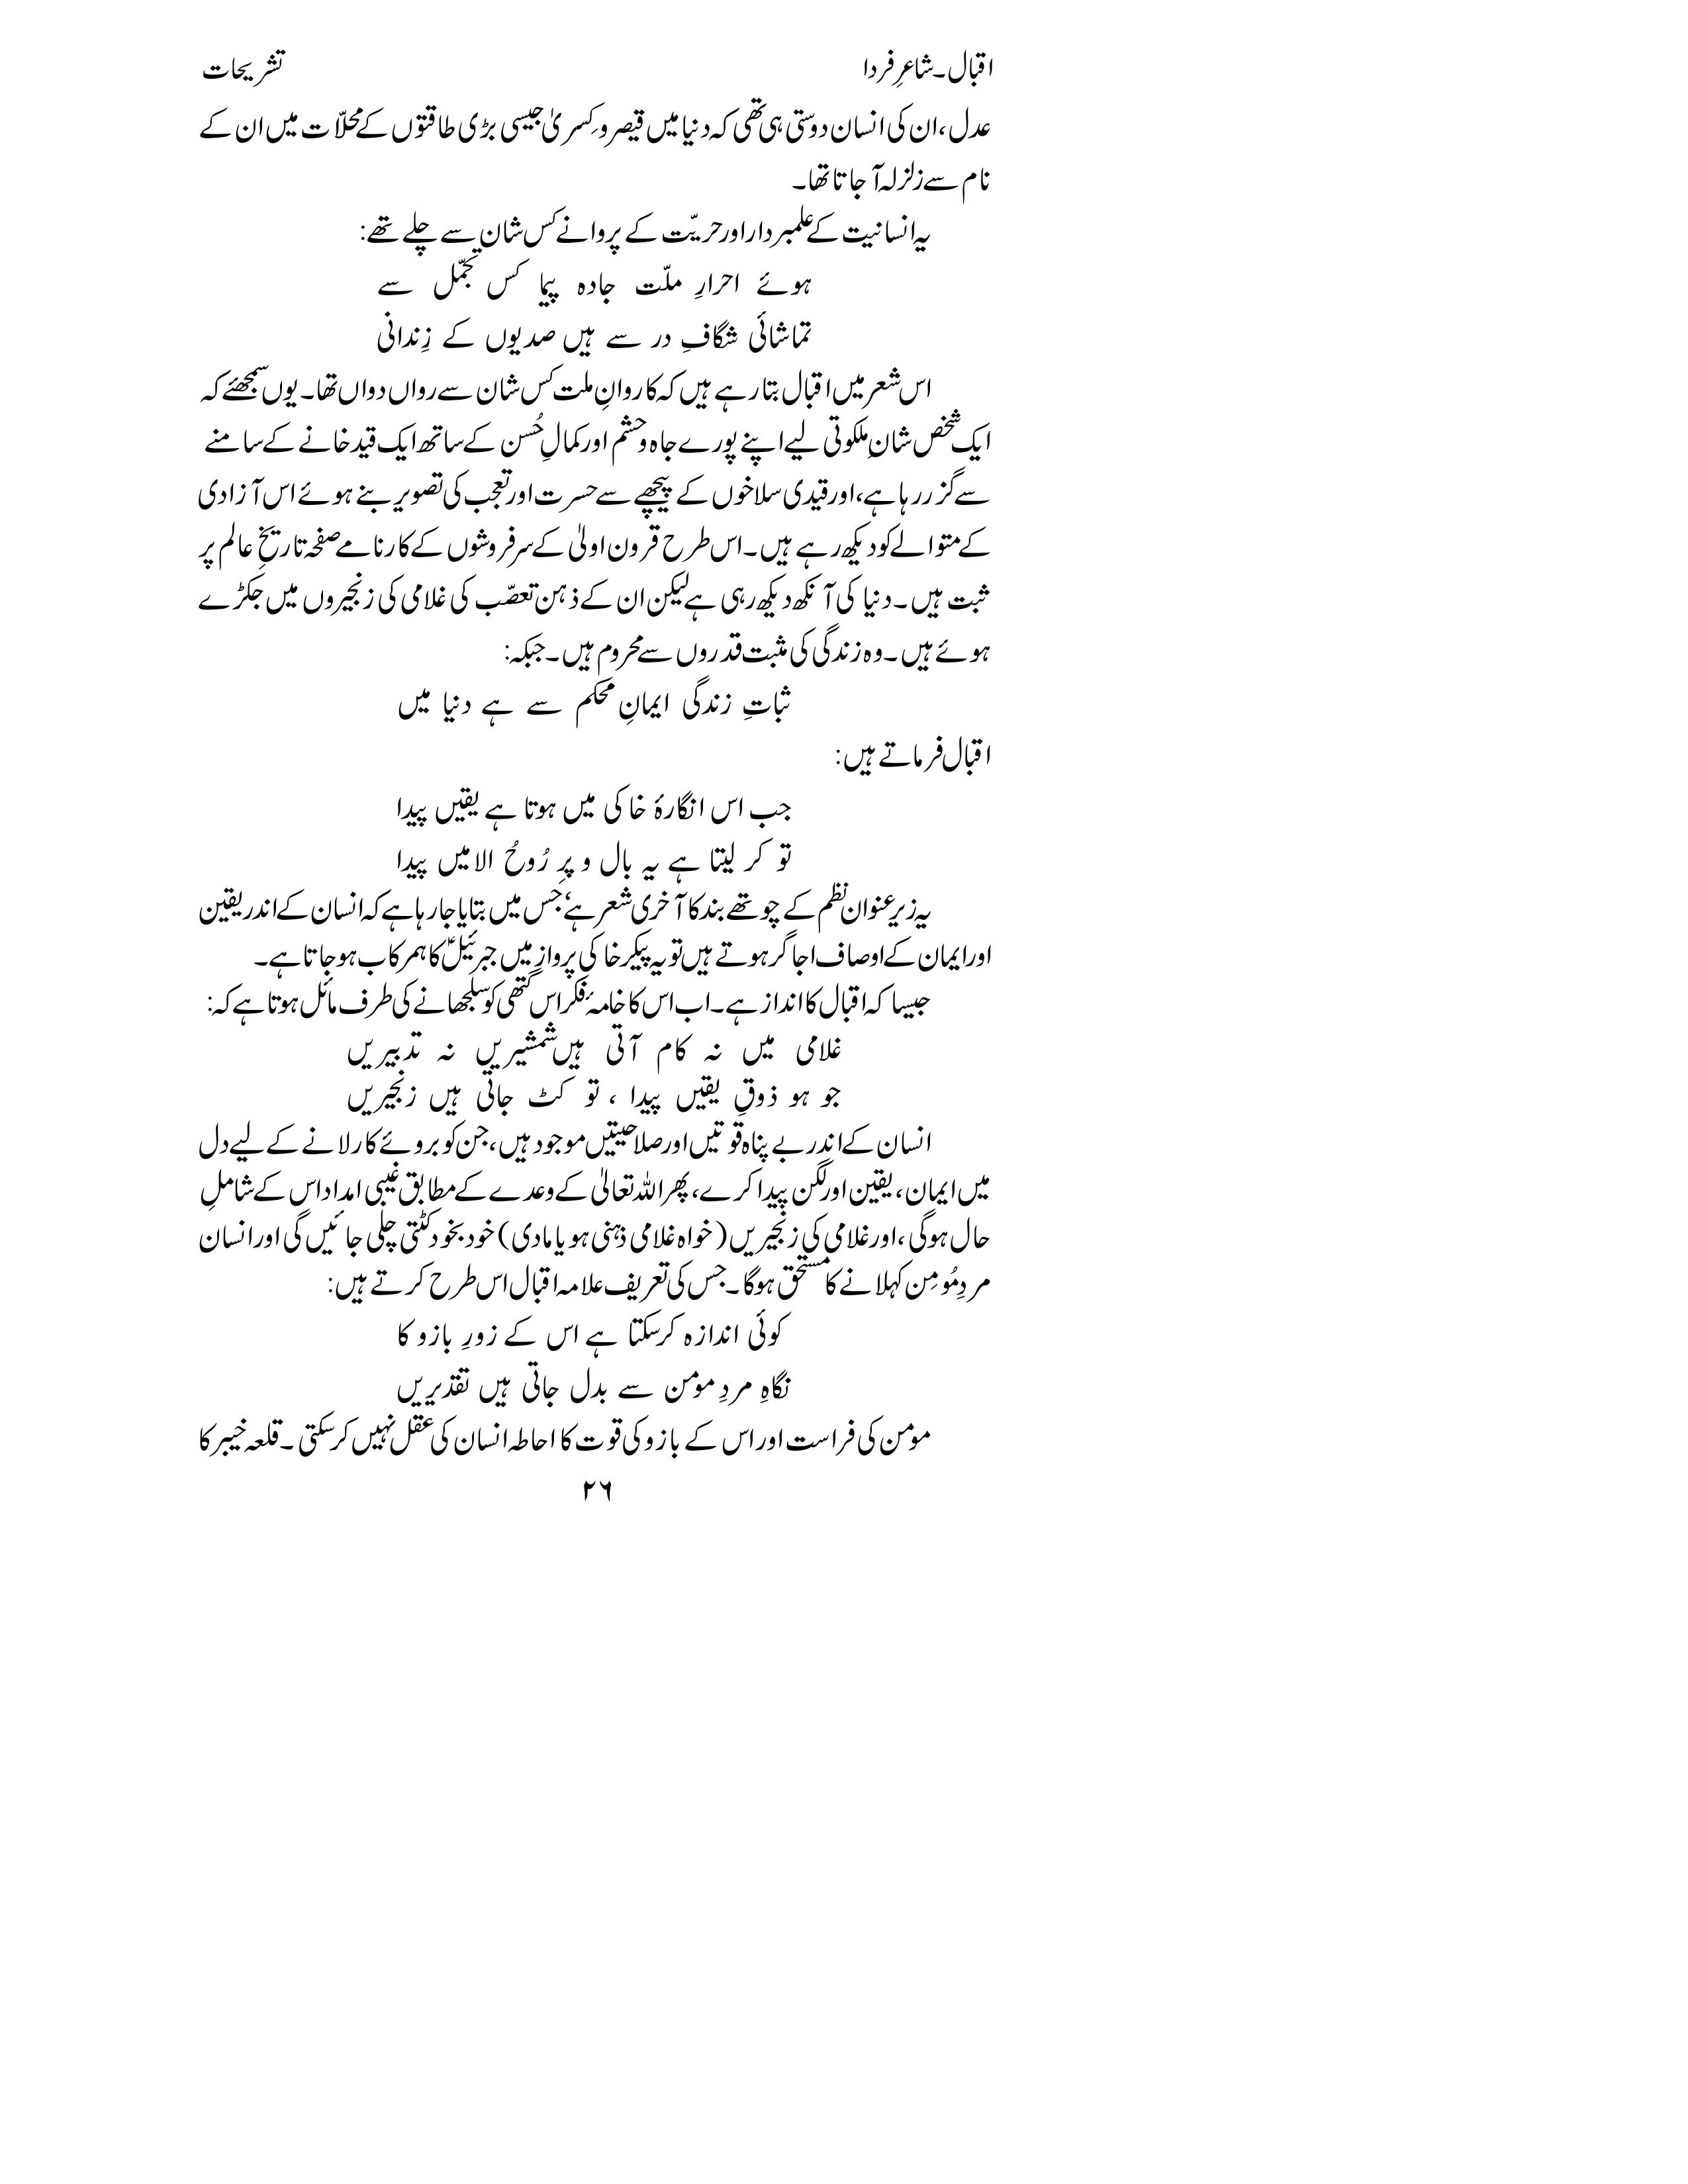 اقبال۔شاعرِ فردا تشریحات
عدل، ان کی انسان دوستی ہی تھی کہ دنیا میں قیصر و کسریٰ جیسی بڑی طاقتوں کے محلّات میں ان کے
نام سے زلزلہ آ جاتا تھا۔
یہ انسانیت کے علمبردار اور حریّت کے پروانے کس شان سے چلے تھے:
ہوئے احرارِ ملّت جادہ پیما کس تجمّل سے
تماشائی شگافِ در سے ہیں صدیوں کے زِندانی
اس شعر میں اقبال بتا رہے ہیں کہ کاروانِ ملت کس شان سے رواں دواں تھا۔ یوں سمجھئے کہ
ایک شخص شانِ ملکوتی لیے اپنے پورے جاہ و حشم اور کمالِ حُسن کے ساتھ ایک قید خانے کے سامنے
سے گزر رہا ہے، اور قیدی سلاخوں کے پیچھے سے حسرت اور تعجب کی تصویر بنے ہوئے اس آزادی
کے متوالے کو دیکھ رہے ہیں۔ اس طرح قرون اولیٰ کے سرفروشوں کے کارنامے صفحہ تاریخِ عالم پر
ثبت ہیں۔ دنیا کی آنکھ دیکھ رہی ہے لیکن ان کے ذہن تعصّب کی غلامی کی زنجیروں میں جکڑے
ہوئے ہیں۔ وہ زندگی کی مثبت قدروں سے محروم ہیں۔ جبکہ:
ثباتِ زندگی ایمانِ محکم سے ہے دنیا میں
اقبال فرماتے ہیں:
جب اس انگارۂ خاکی میں ہوتا ہے یقیں پیدا
تو کر لیتا ہے یہ بال و پرِ رُوحُ الامیں پیدا
یہ زیرِ عنوان نظم کے چوتھے بند کا آخری شعر ہے، جس میں بتایا جا رہا ہے کہ انسان کے اندر یقین
اور ایمان کے اوصاف اجاگر ہوتے ہیں تو یہ پیکرِ خاکی پرواز میں جبرئیلؑ کا ہمرکاب ہو جاتا ہے۔
جیسا کہ اقبال کا انداز ہے۔ اب اس کا خامۂ فکر اس گتھی کو سلجھانے کی طرف مائل ہوتا ہے کہ:
غلامی میں نہ کام آتی ہیں شمشیریں نہ تدبیریں
جو ہو ذوقِ یقیں پیدا ، تو کٹ جاتی ہیں زنجیریں
انسان کے اندر بے پناہ قوتیں اور صلاحیتیں موجود ہیں، جن کو بروئے کار لانے کے لیے دل
میں ایمان، یقین اور لگن پیدا کرے، پھر اللہ تعالیٰ کے وعدے کے مطابق غیبی امداد اس کے شاملِ
حال ہوگی، اور غلامی کی زنجیریں (خواہ غلامی ذہنی ہو یا مادی) خود بخود کٹتی چلی جائیں گی اور انسان
مردِ مُومِن کہلانے کا مستحق ہوگا۔ جس کی تعریف علامہ اقبال اس طرح کرتے ہیں:
کوئی اندازہ کر سکتا ہے اس کے زورِ بازو کا
نگاہِ مردِ مومن سے بدل جاتی ہیں تقدیریں
مومن کی فراست اور اس کے بازو کی قوت کا احاطہ انسان کی عقل نہیں کر سکتی۔ قلعہ خیبر کا
۲۶